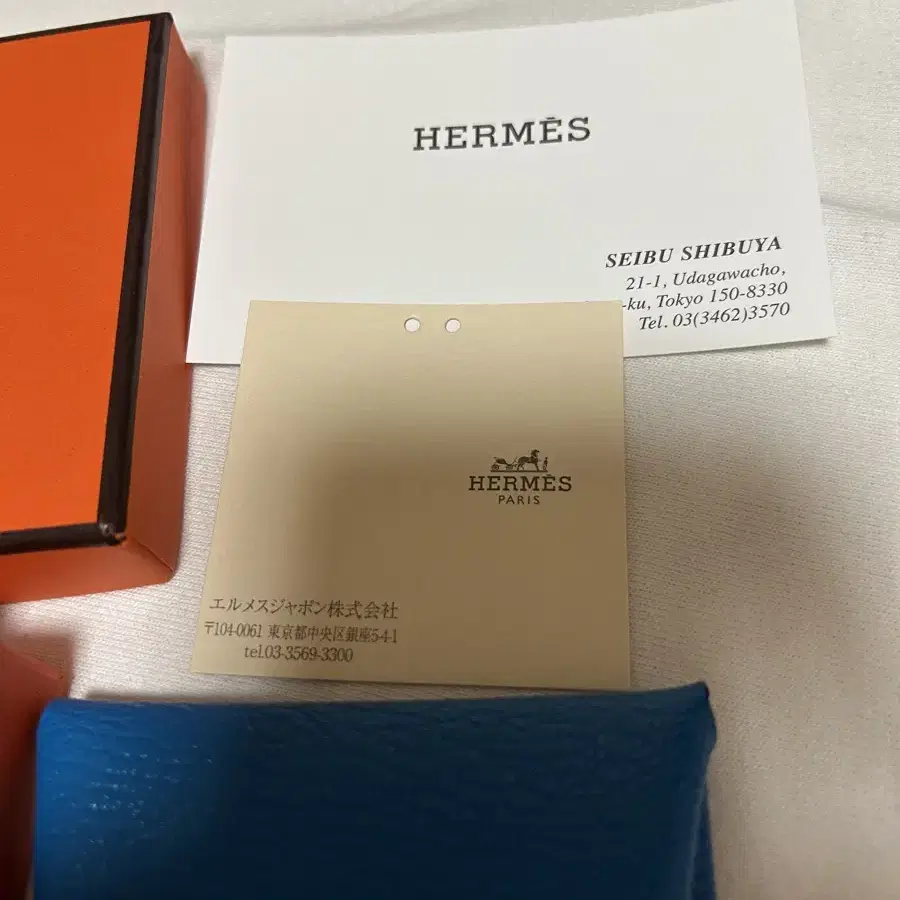 HERMÈS
SEIBU SHIBUYA
21-1, Udagawacho,
-ku, Tokyo 150-8330
Tel. 03(3462)3570
HERMÈS
PARIS
エルメスジャポン株式会社
〒104-0061 東京都中央区銀座5-4-1
tel.03-3569-3300